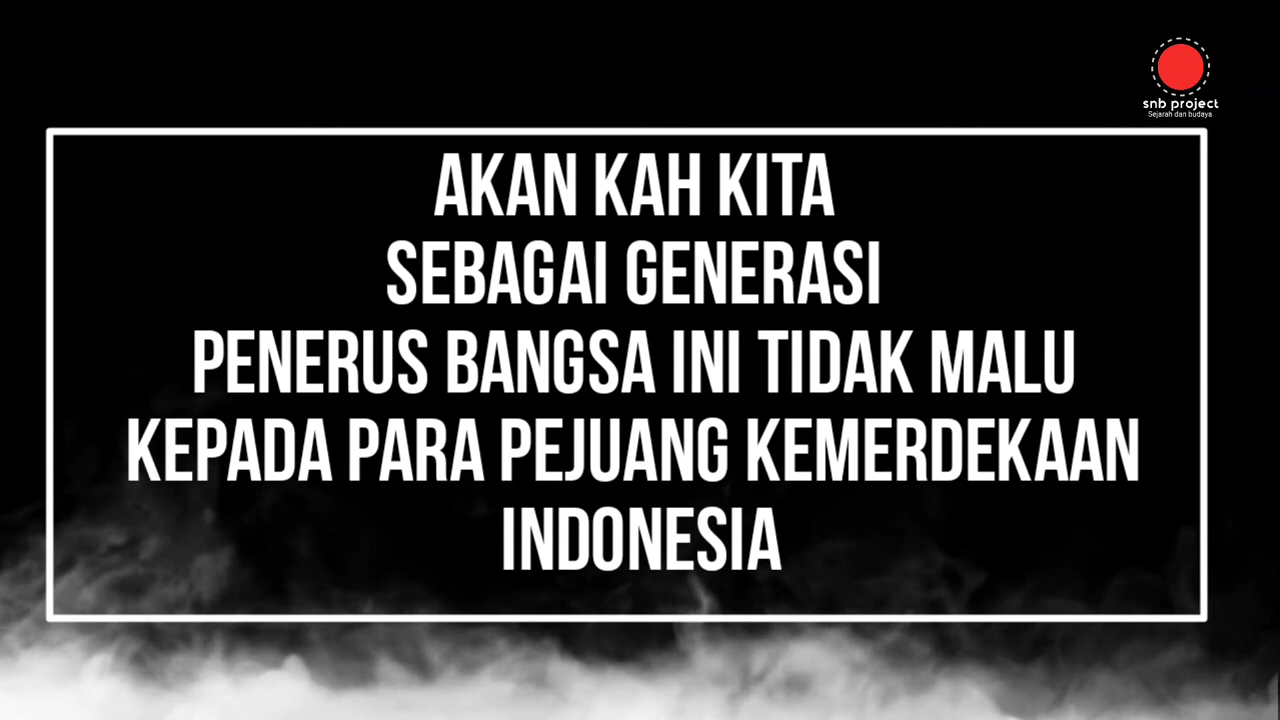 snb project
Sejarah dan budaya
AKAN KAH KITA
SEBAGAI GENERASI
PENERUS BANGSA INI TIDAK MALU
KEPADA PARA PEJUANG KEMERDEKAAN
INDONESIA